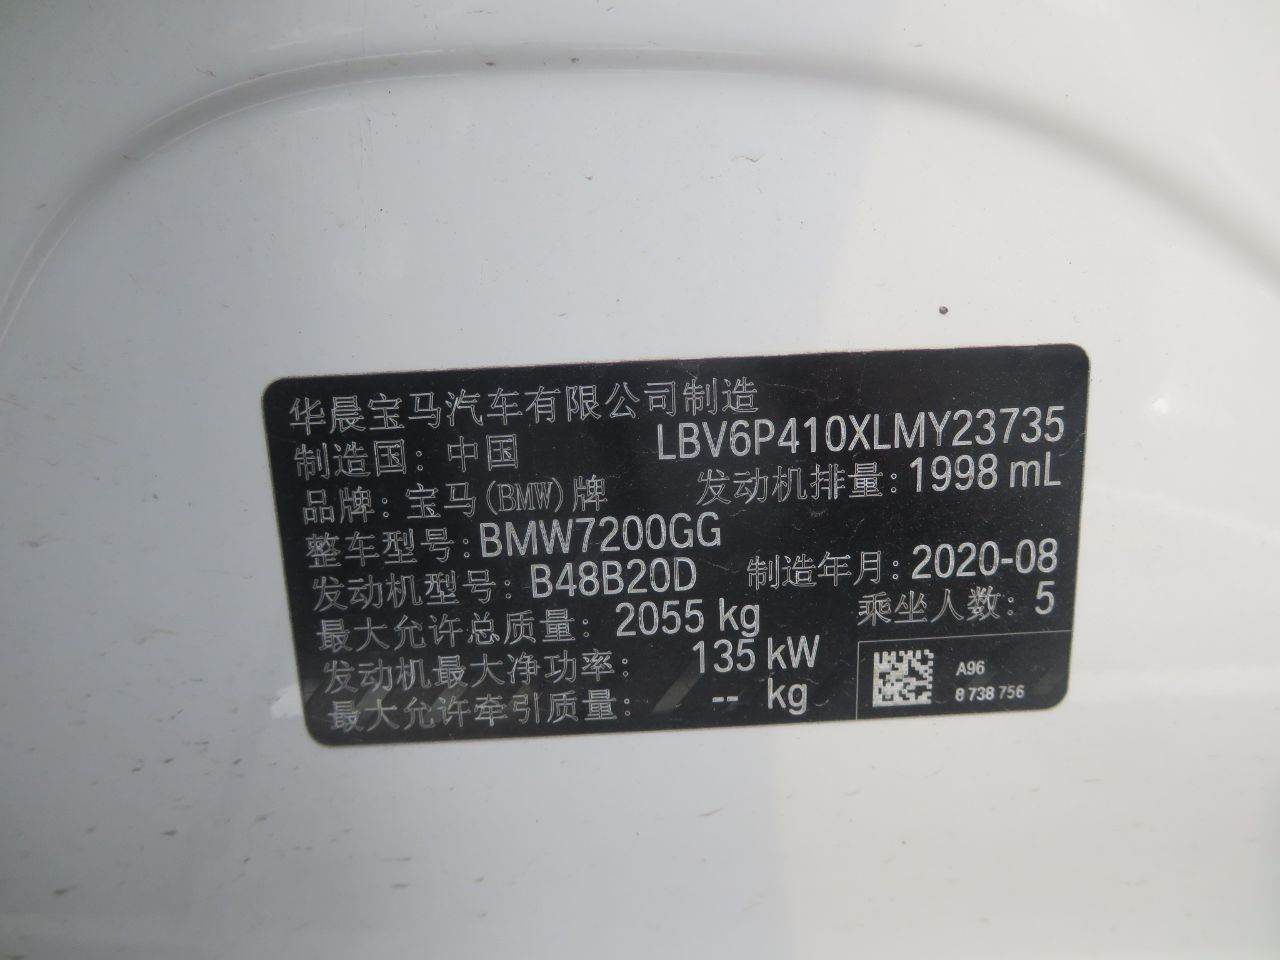 华晨宝马汽车有限公司制造
制造国：中国 LBV6P410XLMY23735
品牌：宝马(BMW)牌 发动机排量：1998 mL
整车型号：BMW7200GG
发动机型号：B48B20D 制造年月：2020-08
最大允许总质量：2055 kg 乘坐人数：5
发动机最大净功率：135 kW
最大允许牵引质量：-- kg
A96
8 738 756